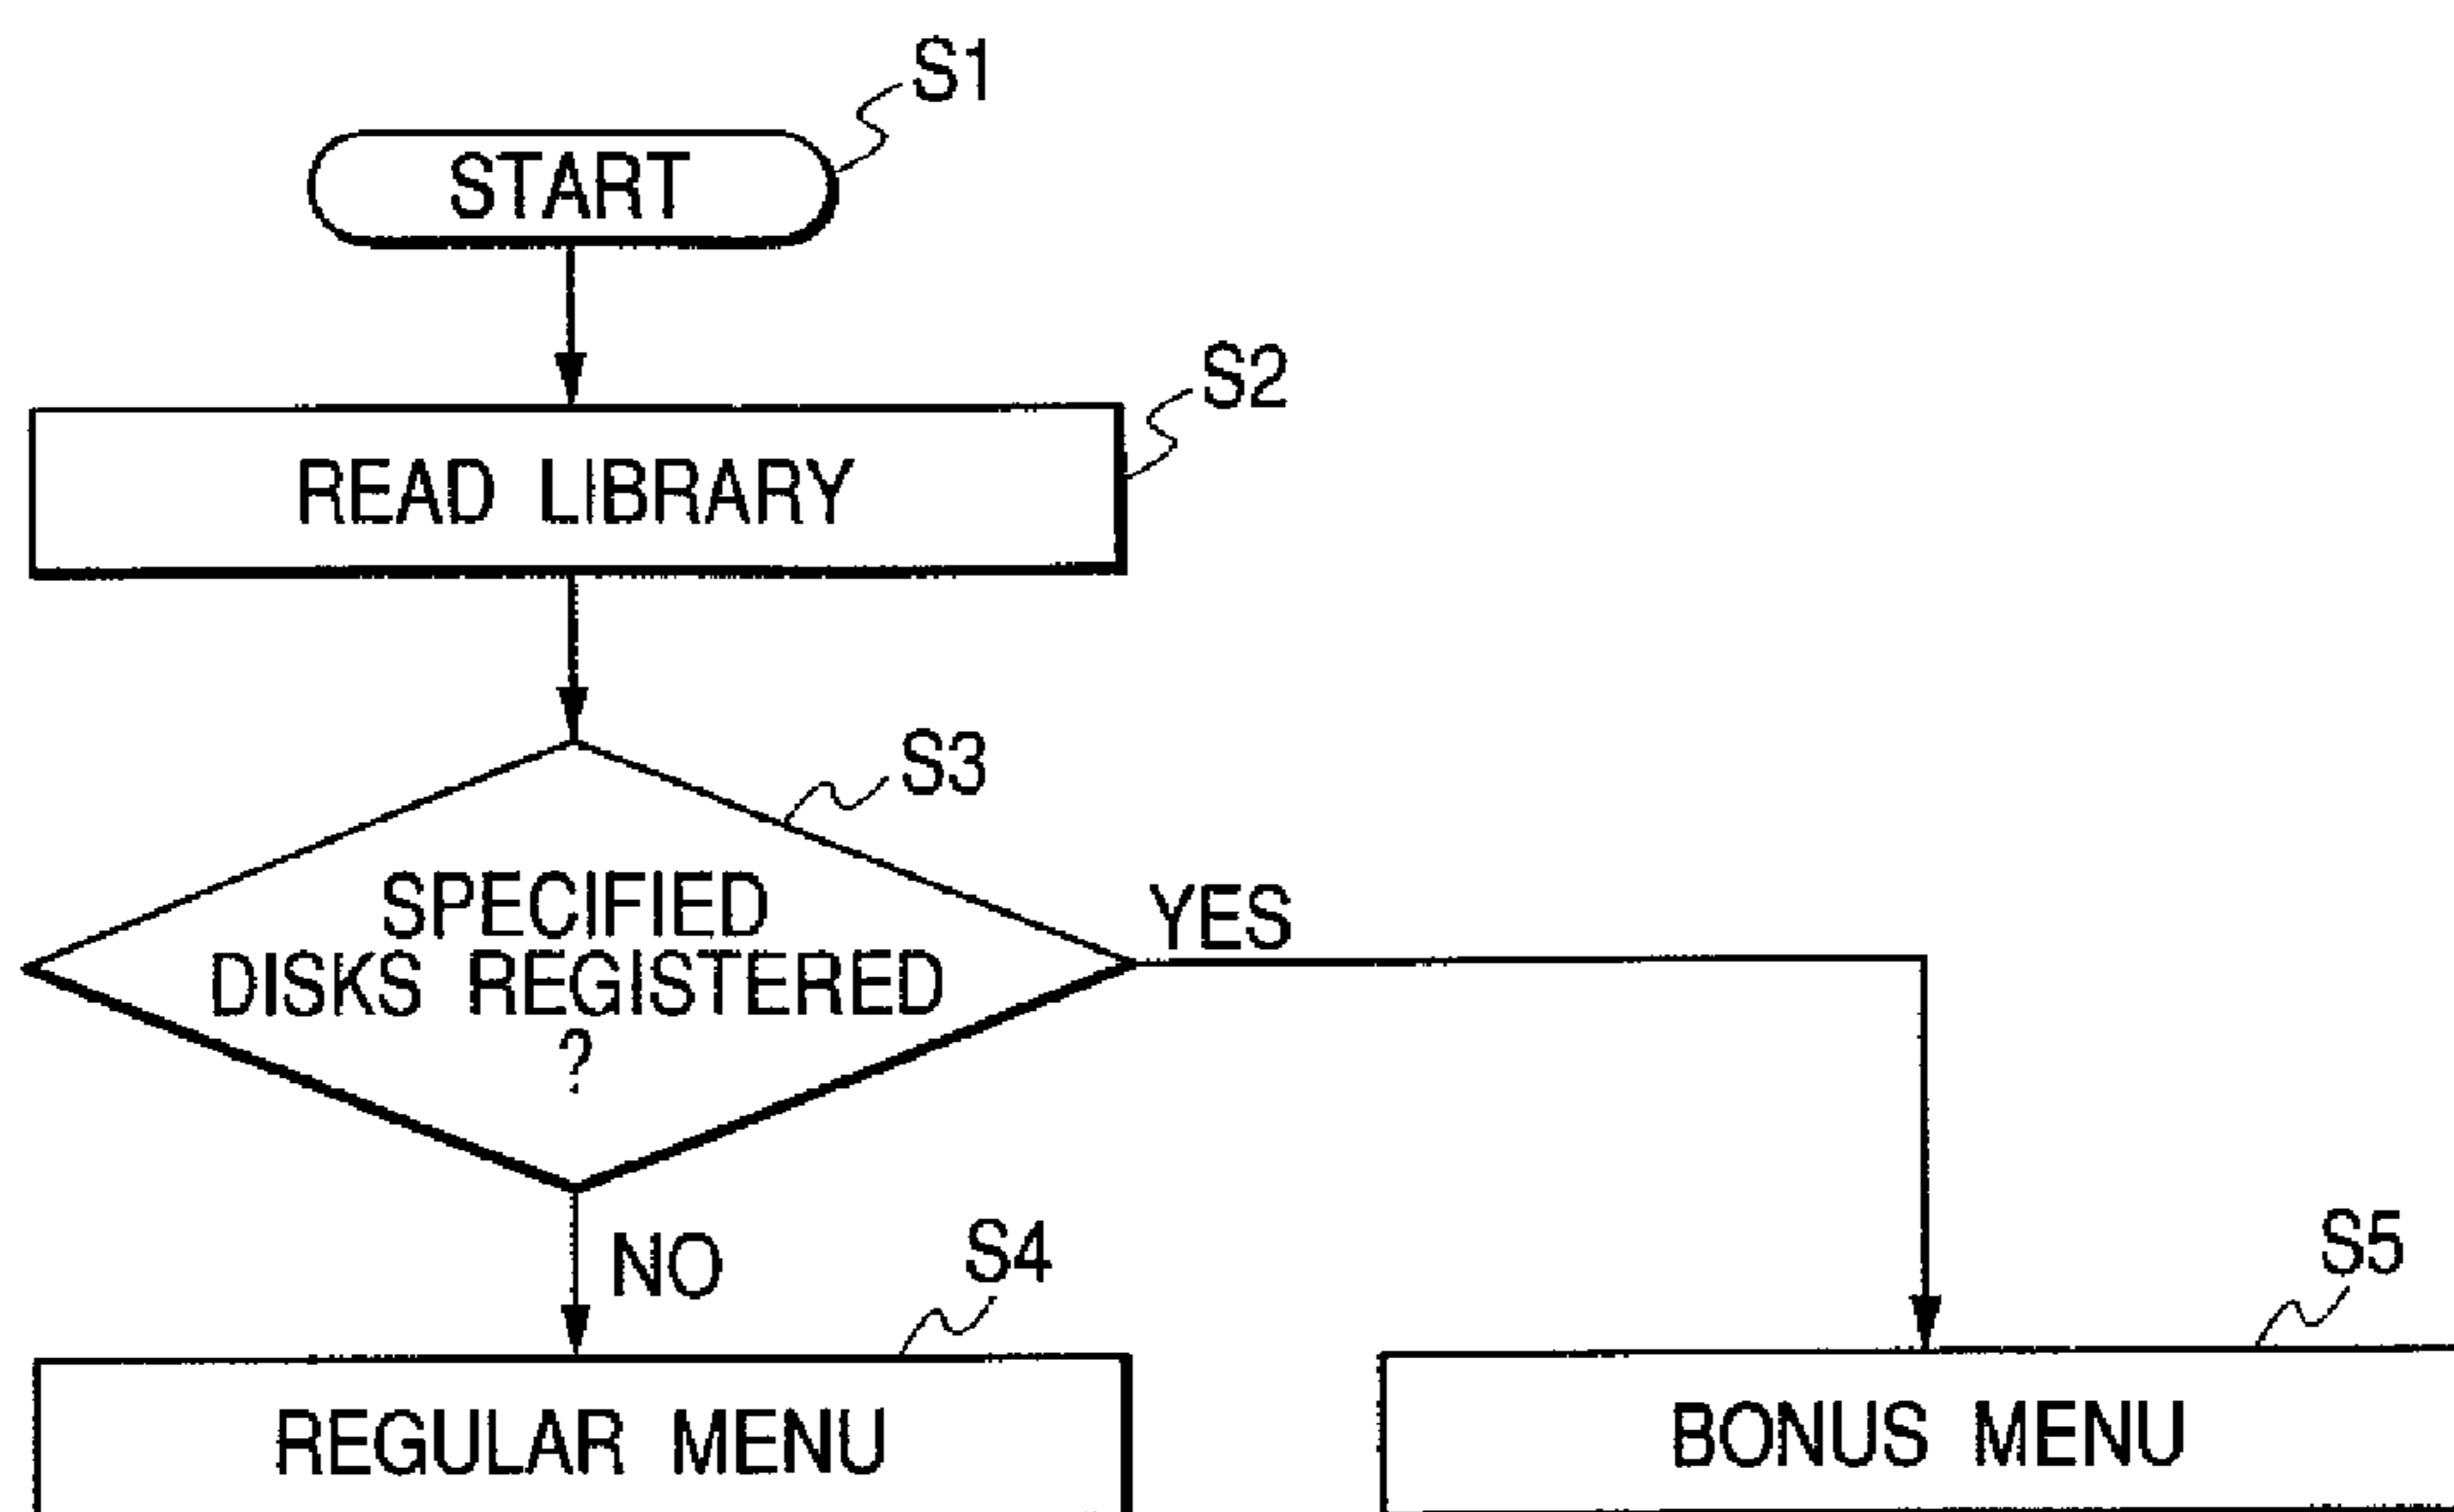 S1
START
S2
READ LIBRARY
S3
SPECIFIED
DISKS REGISTERED
?
YES
NO
S4
S5
REGULAR MENU
BONUS MENU